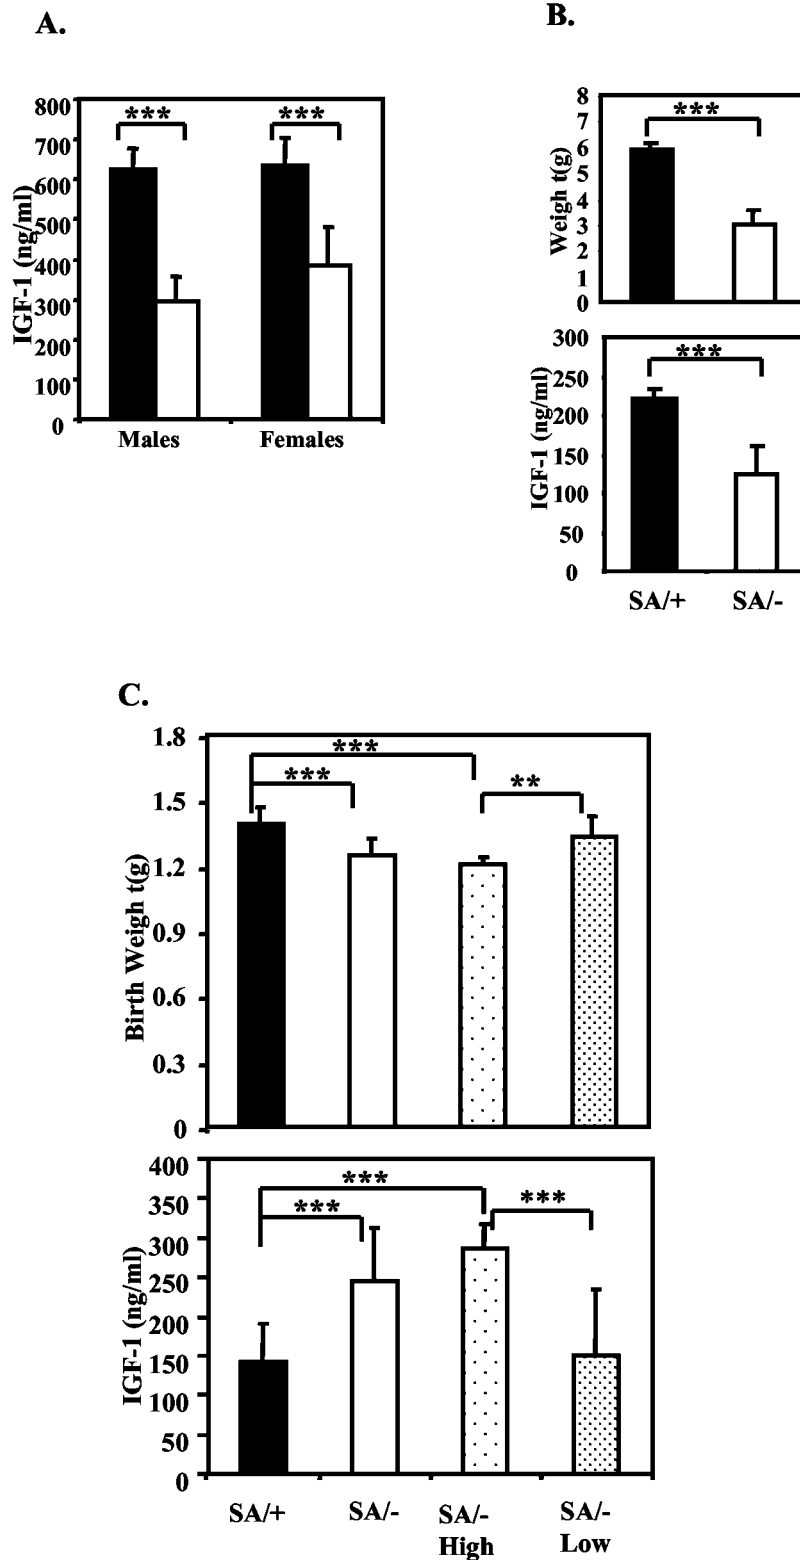 A.
***
***
800
700
600
500
400
300
200
100
0
IGF-1 (ng/ml)
Males
Females
B.
***
8
7
6
5
4
3
2
1
0
Weigh t(g)
***
300
250
200
150
100
50
0
IGF-1 (ng/ml)
SA/+
SA/-
C.
***
***
**
1.8
1.5
1.2
0.9
0.6
0.3
0
Birth Weigh t(g)
***
***
***
400
350
300
250
200
150
100
50
0
IGF-1 (ng/ml)
SA/+
SA/-
SA/-
High
SA/-
Low